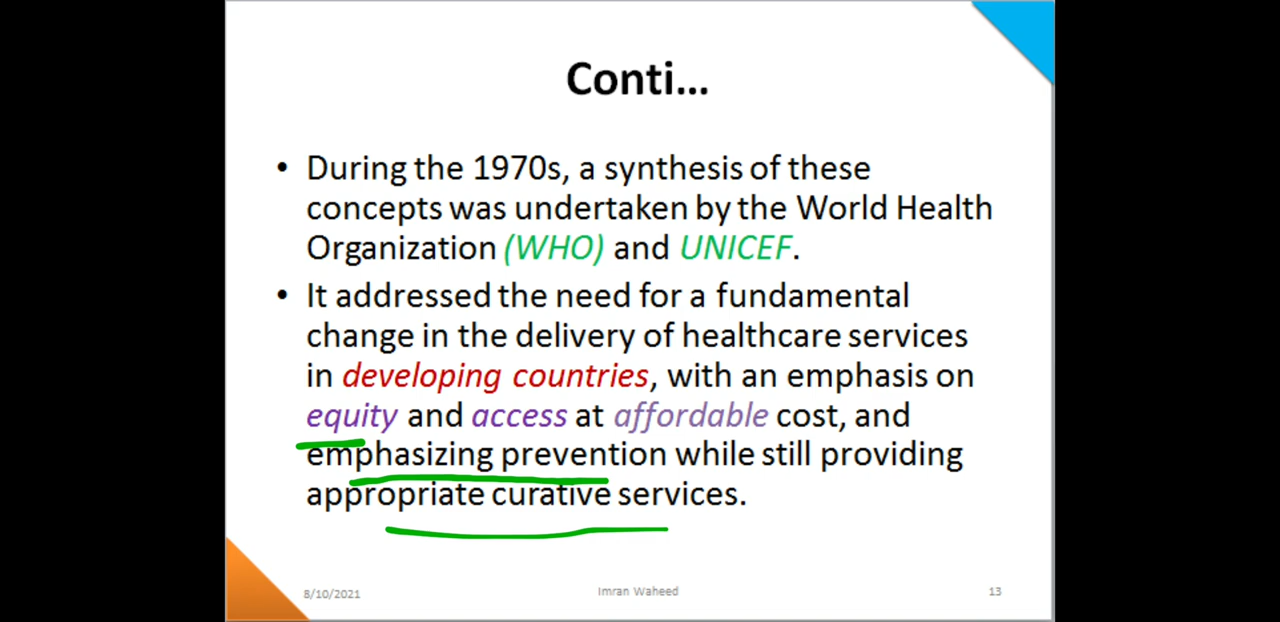 Conti...
• During the 1970s, a synthesis of these
concepts was undertaken by the World Health
Organization (WHO) and UNICEF.
• It addressed the need for a fundamental
change in the delivery of healthcare services
in developing countries, with an emphasis on
equity and access at affordable cost, and
emphasizing prevention while still providing
appropriate curative services.
8/10/2021
Imran Waheed
13